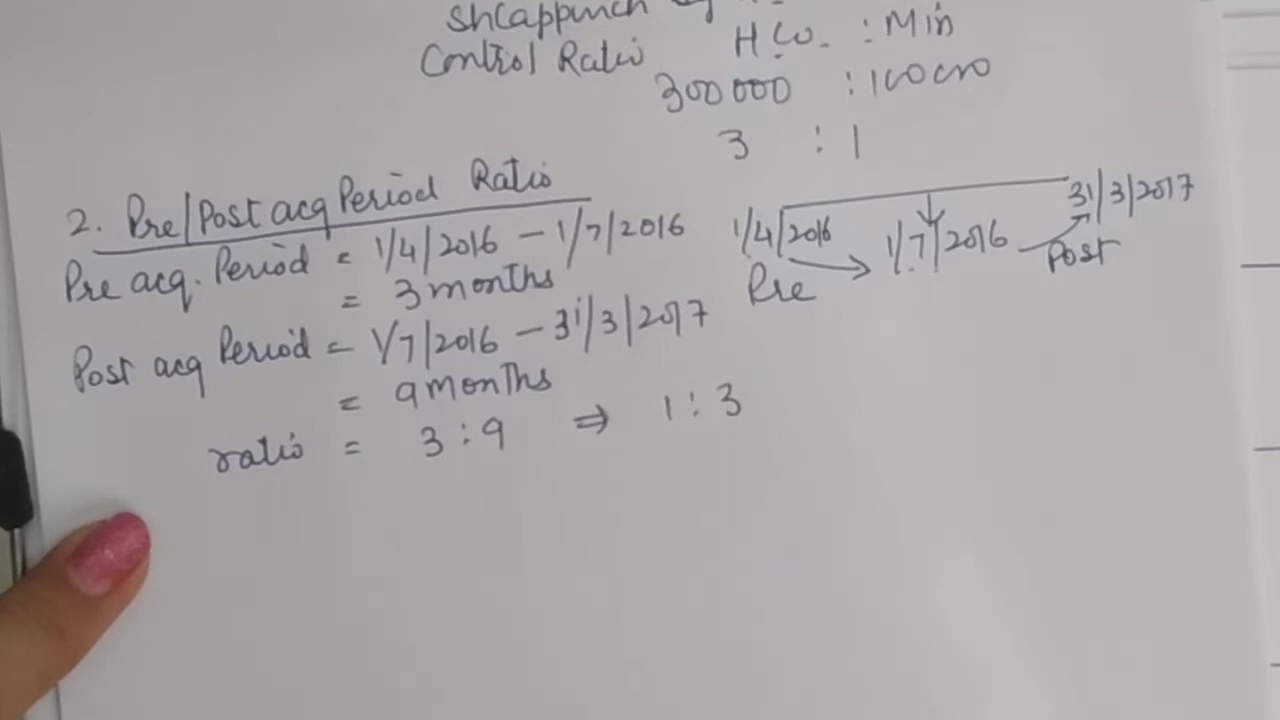 Control Ratio H Co. : Min
300000 : 100000
3 : 1
2. Pre/Post acq Period Ratio
Pre acq. Period = 1/4/2016 - 1/7/2016
= 3 months
Post acq Period = 1/7/2016 - 31/3/2017
= 9 months
ratio = 3 : 9 ⇒ 1 : 3
1/4/2016 1/7/2016 31/3/2017
Pre Post